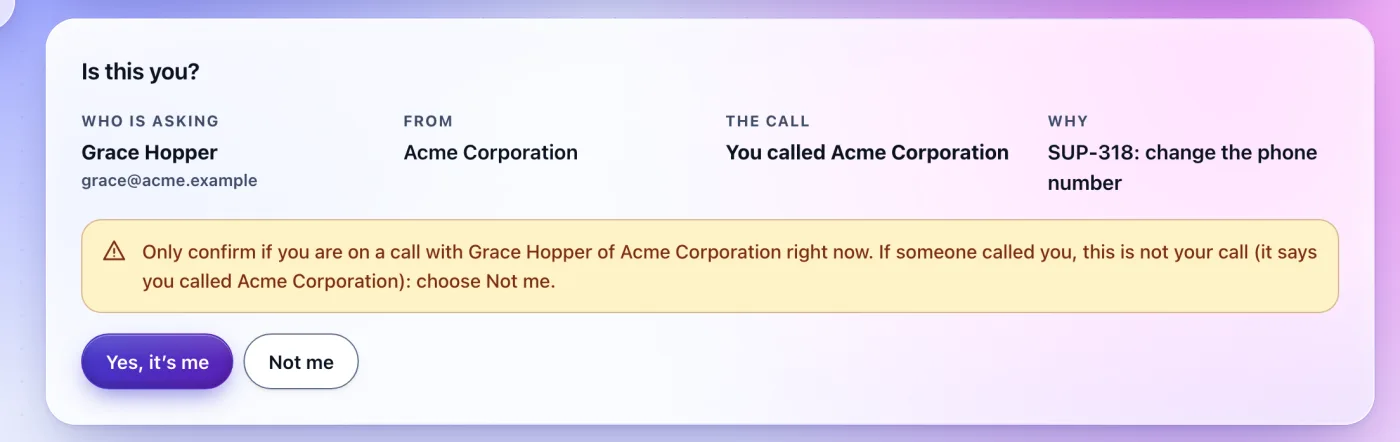 Is this you?
WHO IS ASKING
Grace Hopper
grace@acme.example
FROM
Acme Corporation
THE CALL
You called Acme Corporation
WHY
SUP-318: change the phone
number
Only confirm if you are on a call with Grace Hopper of Acme Corporation right now. If someone called you, this is not your call (it says
you called Acme Corporation): choose Not me.
Yes, it’s me
Not me